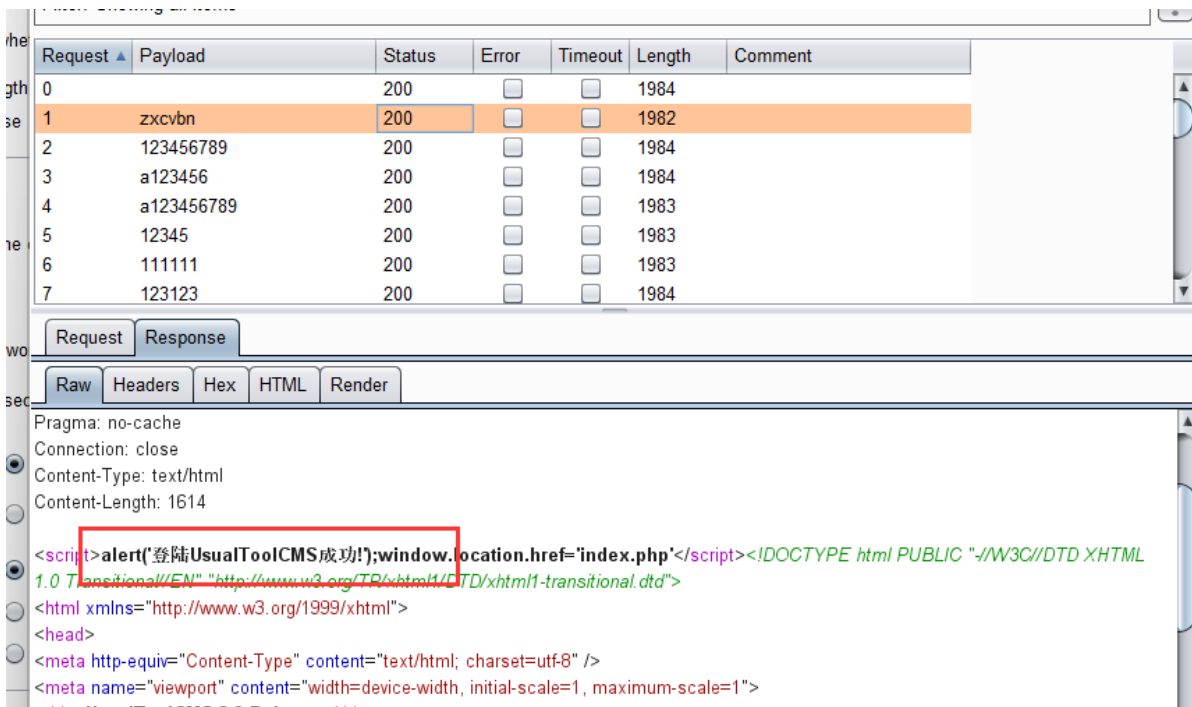 Request Payload Status Error Timeout Length Comment
0 200 1984
1 zxcvbn 200 1982
2 123456789 200 1984
3 a123456 200 1984
4 a123456789 200 1983
5 12345 200 1983
6 111111 200 1983
7 123123 200 1984
Request Response
Raw Headers Hex HTML Render
Pragma: no-cache
Connection: close
Content-Type: text/html
Content-Length: 1614
<script>alert('登陆UsualToolCMS成功!');window.location.href='index.php'</script><!DOCTYPE html PUBLIC "-//W3C//DTD XHTML
1.0 Transitional//EN" "http://www.w3.org/TR/xhtml1/DTD/xhtml1-transitional.dtd">
<html xmlns="http://www.w3.org/1999/xhtml">
<head>
<meta http-equiv="Content-Type" content="text/html; charset=utf-8" />
<meta name="viewport" content="width=device-width, initial-scale=1, maximum-scale=1">